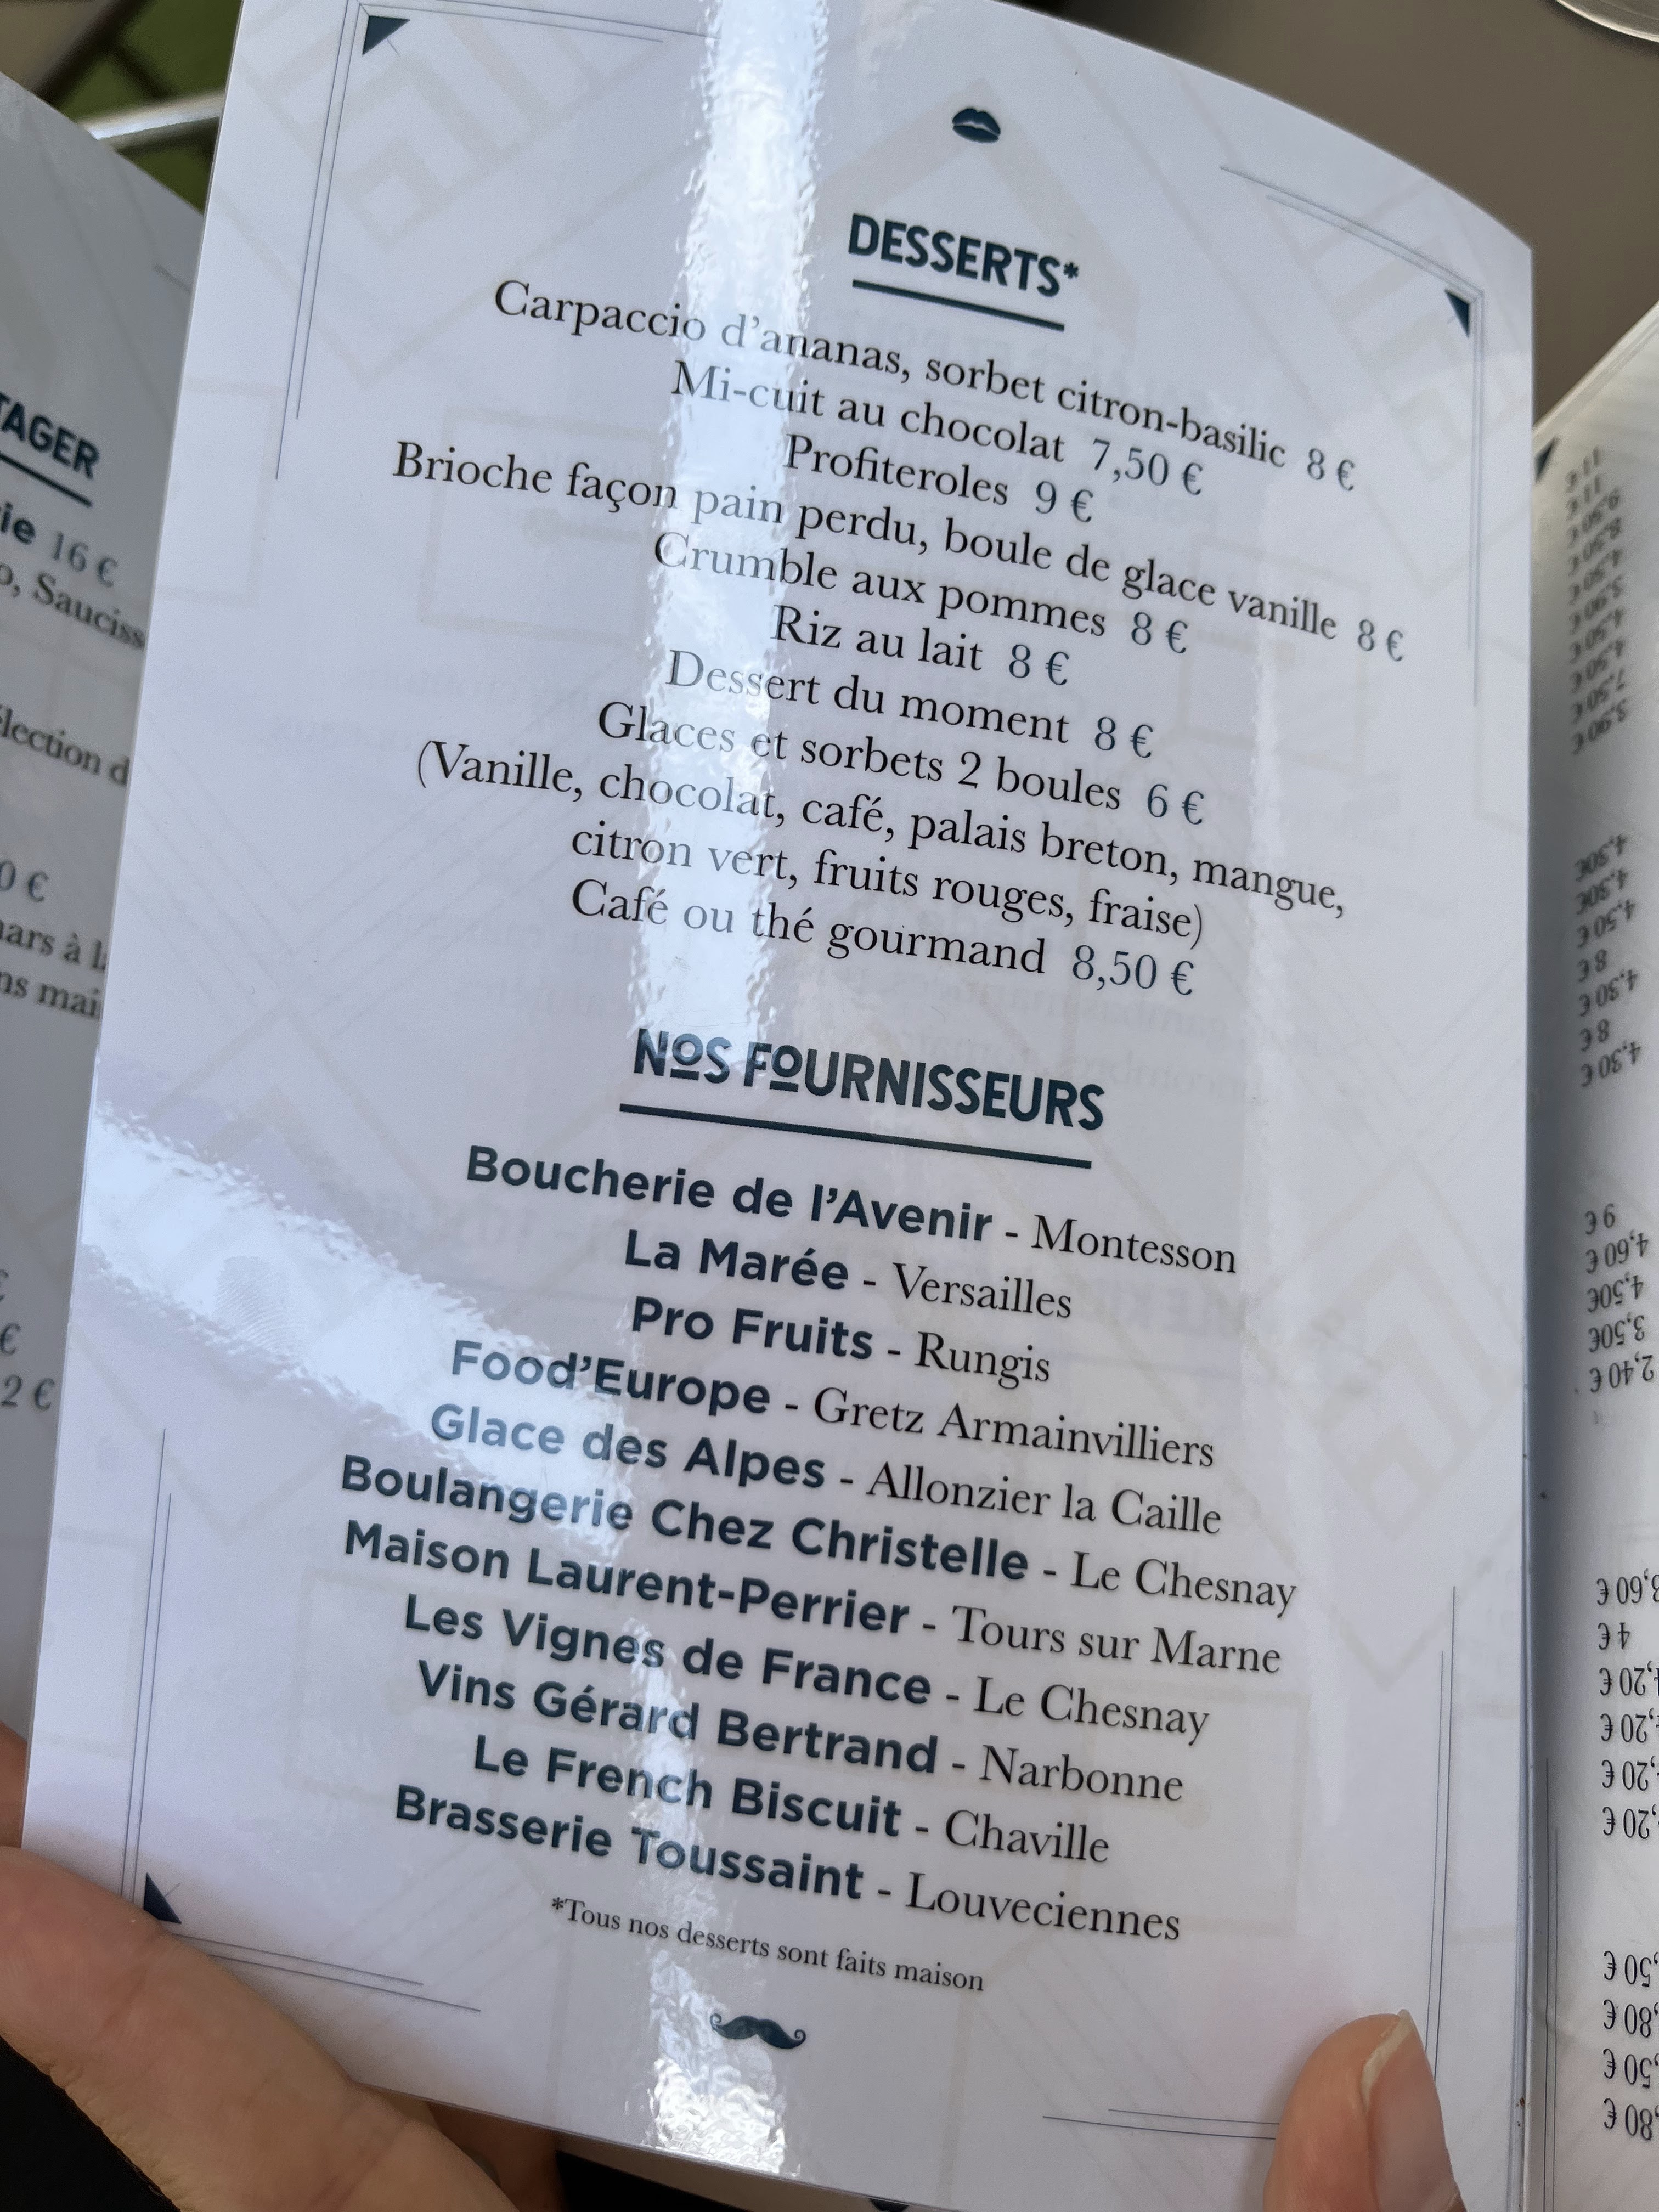 DESSERTS*
Carpaccio d'ananas, sorbet citron-basilic 8 €
Mi-cuit au chocolat 7,50 €
Profiteroles 9 €
Brioche façon pain perdu, boule de glace vanille 8 €
Crumble aux pommes 8 €
Riz au lait 8 €
Dessert du moment 8 €
Glaces et sorbets 2 boules 6 €
(Vanille, chocolat, café, palais breton, mangue,
citron vert, fruits rouges, fraise)
Café ou thé gourmand 8,50 €
NOS FOURNISSEURS
Boucherie de l'Avenir - Montesson
La Marée - Versailles
Pro Fruits - Rungis
Food'Europe - Gretz Armainvilliers
Glace des Alpes - Allonzier la Caille
Boulangerie Chez Christelle - Le Chesnay
Maison Laurent-Perrier - Tours sur Marne
Les Vignes de France - Le Chesnay
Vins Gérard Bertrand - Narbonne
Le French Biscuit - Chaville
Brasserie Toussaint - Louveciennes
*Tous nos desserts sont faits maison